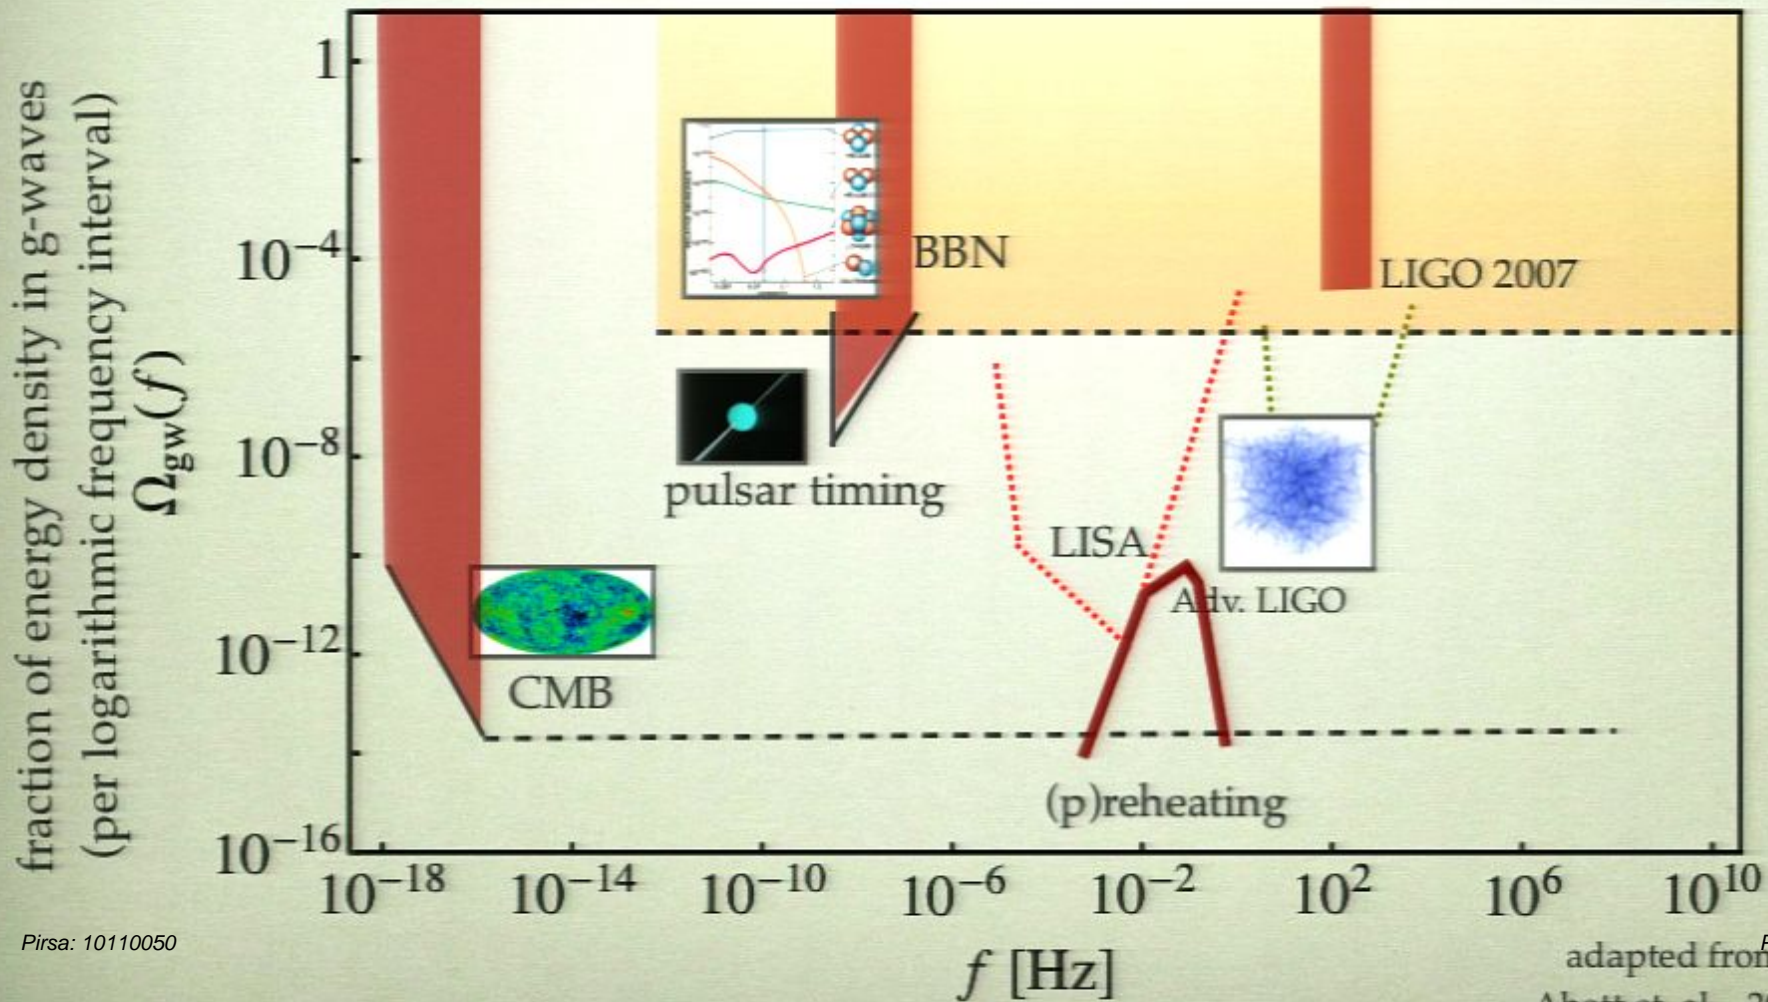 fraction of energy density in g-waves
(per logarithmic frequency interval)
Ω_gw(f)
1
10⁻⁴
10⁻⁸
10⁻¹²
10⁻¹⁶
BBN
LIGO 2007
pulsar timing
LISA
Adv. LIGO
CMB
(p)reheating
10⁻¹⁸ 10⁻¹⁴ 10⁻¹⁰ 10⁻⁶ 10⁻² 10² 10⁶ 10¹⁰
f [Hz]
Pirsa: 10110050
adapted from